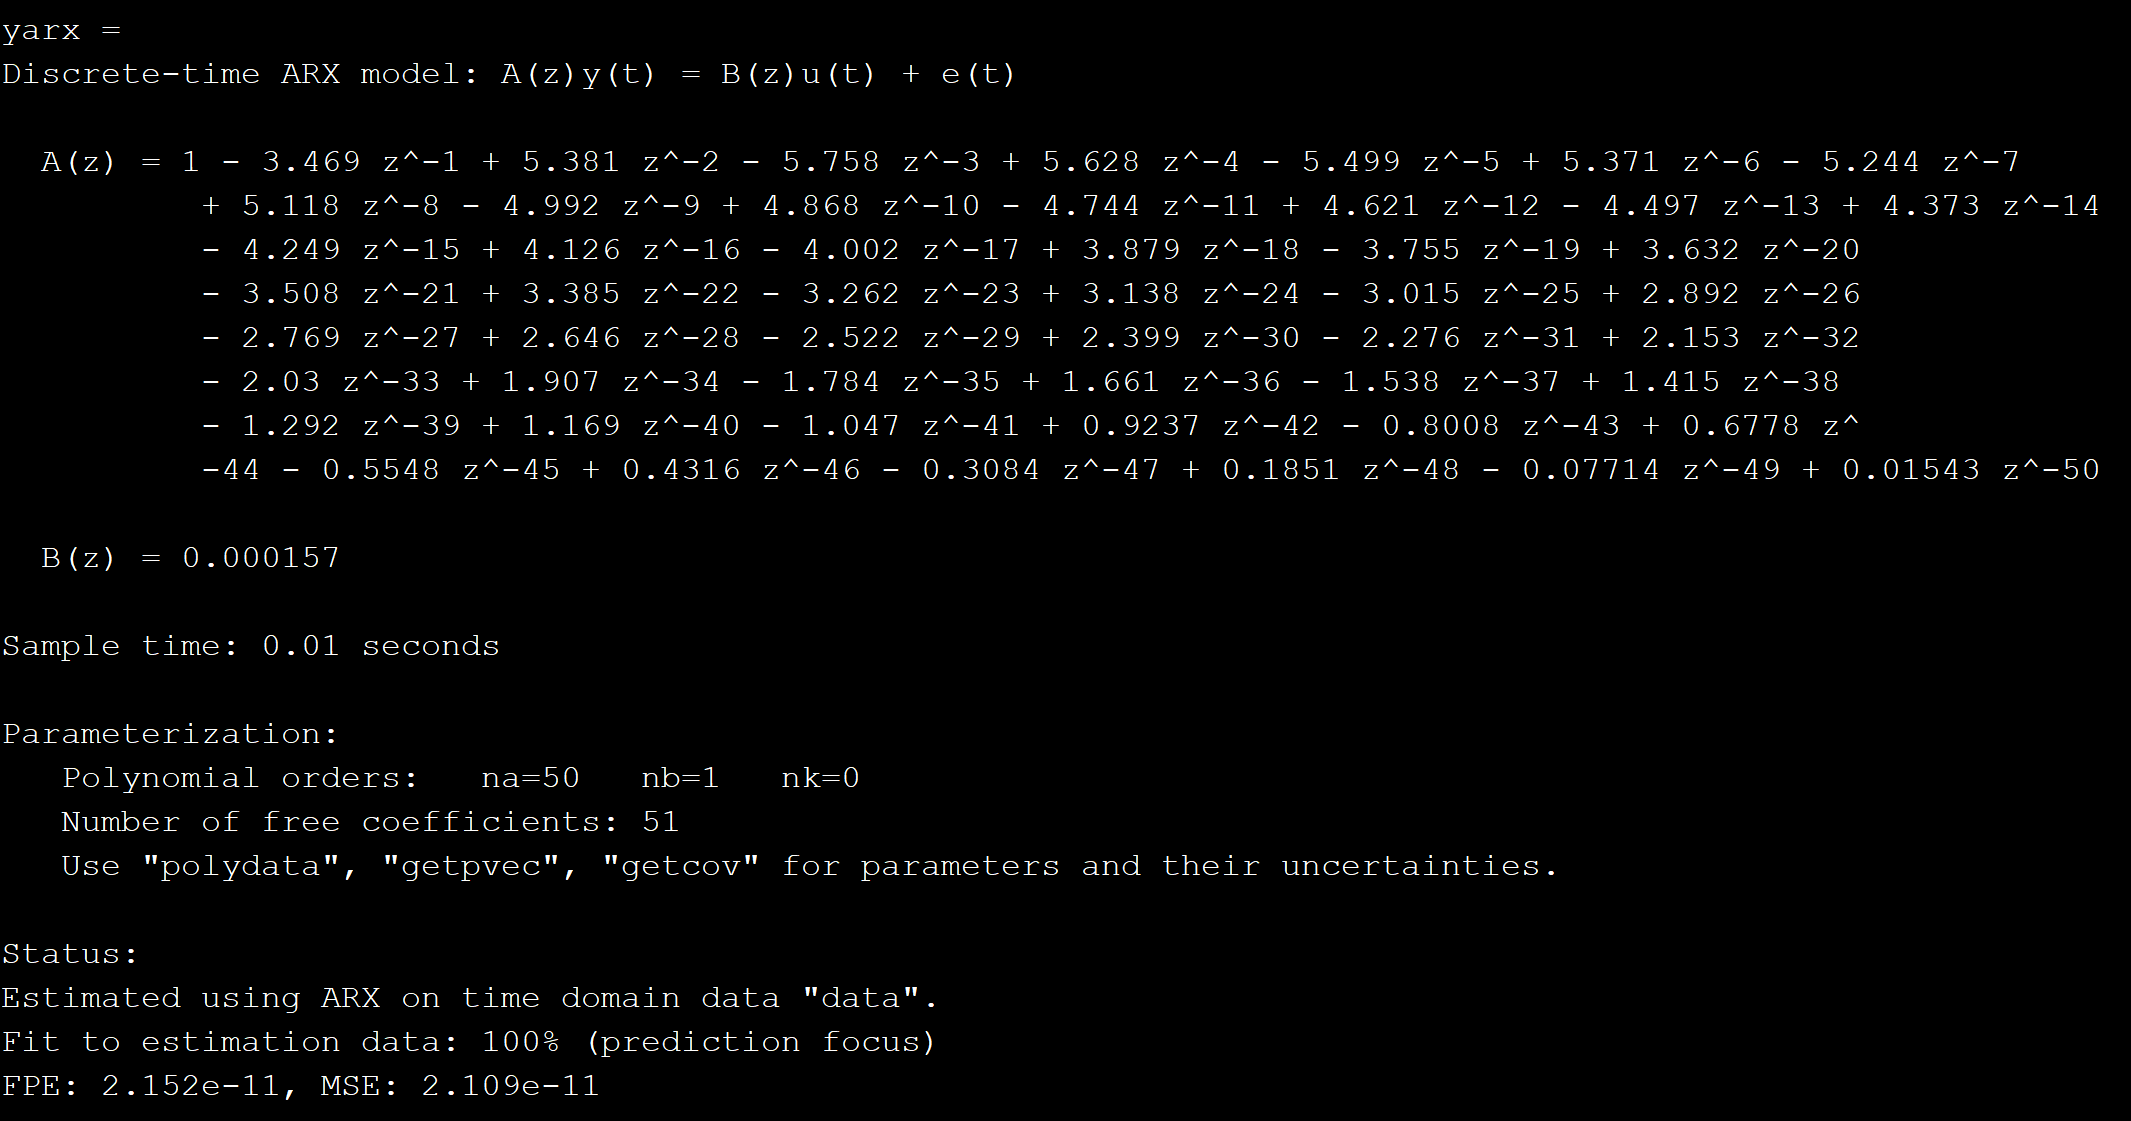 yarx =
Discrete-time ARX model: A(z)y(t) = B(z)u(t) + e(t)
A(z) = 1 - 3.469 z^-1 + 5.381 z^-2 - 5.758 z^-3 + 5.628 z^-4 - 5.499 z^-5 + 5.371 z^-6 - 5.244 z^-7
+ 5.118 z^-8 - 4.992 z^-9 + 4.868 z^-10 - 4.744 z^-11 + 4.621 z^-12 - 4.497 z^-13 + 4.373 z^-14
- 4.249 z^-15 + 4.126 z^-16 - 4.002 z^-17 + 3.879 z^-18 - 3.755 z^-19 + 3.632 z^-20
- 3.508 z^-21 + 3.385 z^-22 - 3.262 z^-23 + 3.138 z^-24 - 3.015 z^-25 + 2.892 z^-26
- 2.769 z^-27 + 2.646 z^-28 - 2.522 z^-29 + 2.399 z^-30 - 2.276 z^-31 + 2.153 z^-32
- 2.03 z^-33 + 1.907 z^-34 - 1.784 z^-35 + 1.661 z^-36 - 1.538 z^-37 + 1.415 z^-38
- 1.292 z^-39 + 1.169 z^-40 - 1.047 z^-41 + 0.9237 z^-42 - 0.8008 z^-43 + 0.6778 z^
-44 - 0.5548 z^-45 + 0.4316 z^-46 - 0.3084 z^-47 + 0.1851 z^-48 - 0.07714 z^-49 + 0.01543 z^-50
B(z) = 0.000157
Sample time: 0.01 seconds
Parameterization:
Polynomial orders: na=50 nb=1 nk=0
Number of free coefficients: 51
Use "polydata", "getpvec", "getcov" for parameters and their uncertainties.
Status:
Estimated using ARX on time domain data "data".
Fit to estimation data: 100% (prediction focus)
FPE: 2.152e-11, MSE: 2.109e-11